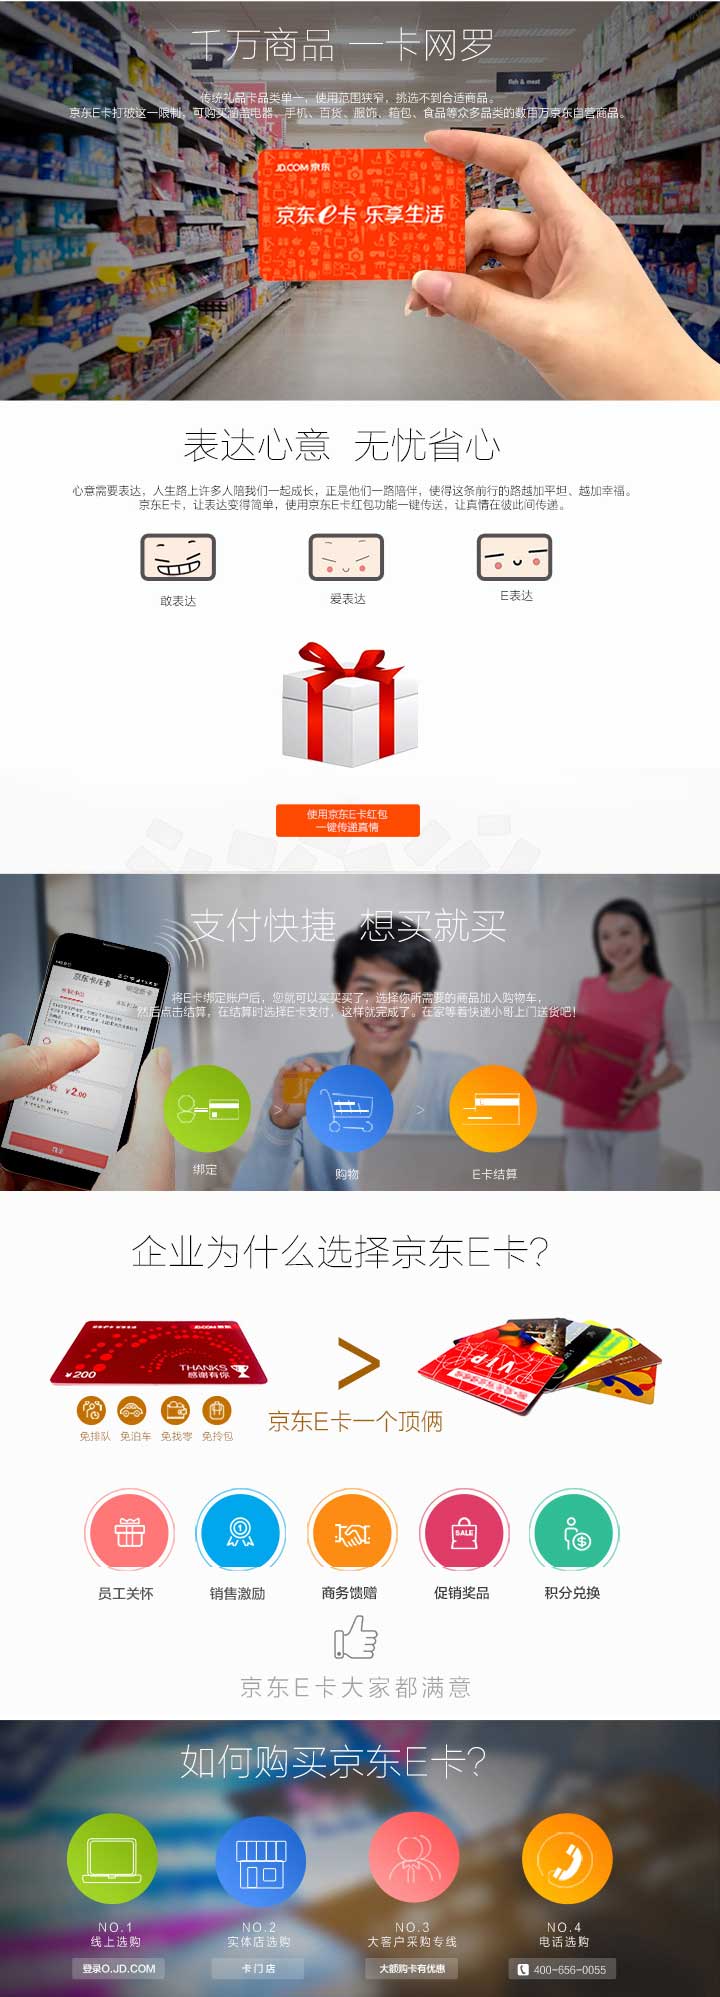 千万商品 一卡网罗
fish & meat
传统礼品卡品类单一，使用范围狭窄，挑选不到合适商品。
京东E卡打破这一限制，可购买涵盖电器、手机、百货、服饰、箱包、食品等众多品类的数百万京东自营商品。
JD.COM 京东
京东e卡 乐享生活
表达心意 无忧省心
心意需要表达，人生路上许多人陪我们一起成长，正是他们一路陪伴，使得这条前行的路越加平坦、越加幸福。
京东E卡，让表达变得简单，使用京东E卡红包功能一键传送，让真情在彼此间传递。
敢表达
爱表达
E表达
使用京东E卡红包
一键传递真情
支付快捷 想买就买
京东卡/E卡
将E卡绑定账户后，您就可以买买买了，选择你所需要的商品加入购物车，
然后点击结算，在结算时选择E卡支付，这样就完成了。在家等着快递小哥上门送货吧！
¥2.00
绑定
>
购物
>
E卡结算
企业为什么选择京东E卡？
JD.COM 京东
THANKS
感谢有你
¥200
>
VIP
免排队
免泊车
免找零
免拎包
京东E卡一个顶俩
1
SALE
$
员工关怀
销售激励
商务馈赠
促销奖品
积分兑换
京东E卡大家都满意
如何购买京东E卡？
NO.1
线上选购
登录O.JD.COM
NO.2
实体店选购
卡门店
NO.3
大客户采购专线
大额购卡有优惠
NO.4
电话选购
400-656-0055